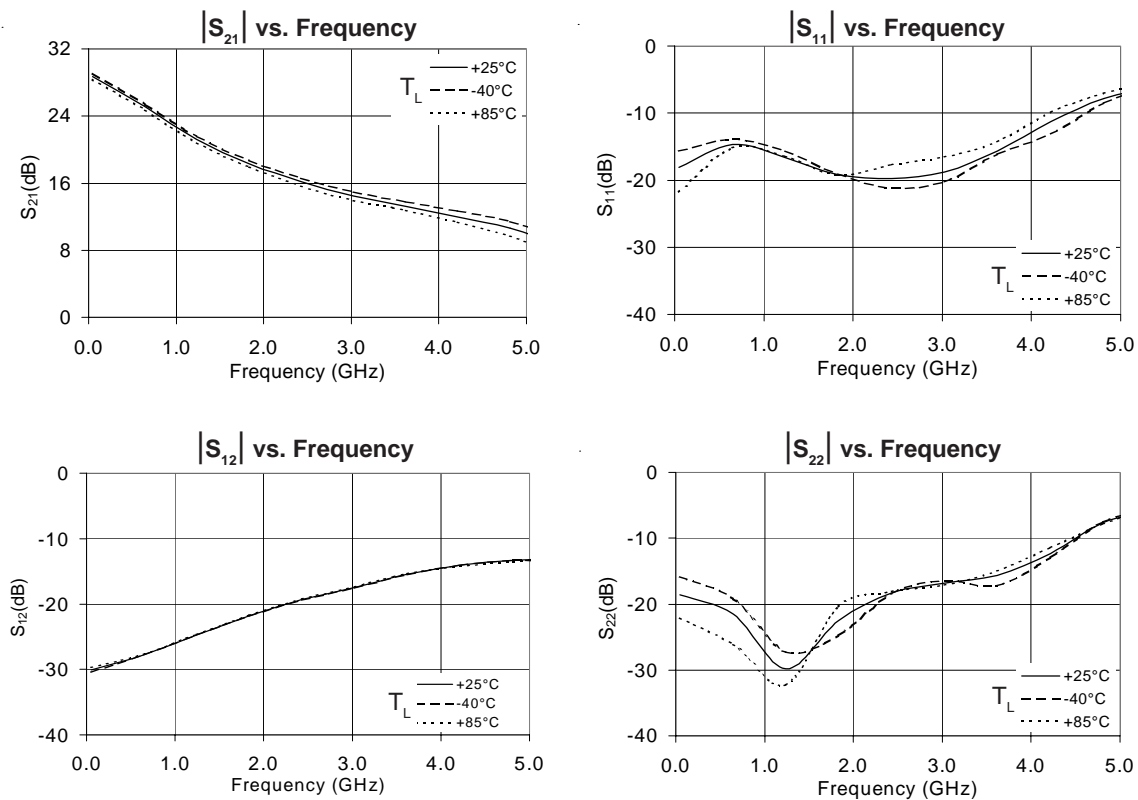 |S21| vs. Frequency
S21(dB)
32
24
16
8
0
TL
+25°C
-40°C
+85°C
0.0 1.0 2.0 3.0 4.0 5.0
Frequency (GHz)
|S11| vs. Frequency
S11(dB)
0
-10
-20
-30
-40
TL
+25°C
-40°C
+85°C
0.0 1.0 2.0 3.0 4.0 5.0
Frequency (GHz)
|S12| vs. Frequency
S12(dB)
0
-10
-20
-30
-40
TL
+25°C
-40°C
+85°C
0.0 1.0 2.0 3.0 4.0 5.0
Frequency (GHz)
|S22| vs. Frequency
S22(dB)
0
-10
-20
-30
-40
TL
+25°C
-40°C
+85°C
0.0 1.0 2.0 3.0 4.0 5.0
Frequency (GHz)